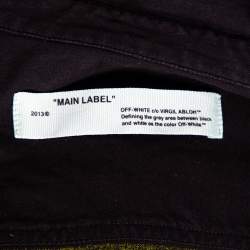 "MAIN LABEL"
2013© OFF-WHITE c/o VIRGIL ABLOH™
Defining the grey area between black
and white as the color Off-White™